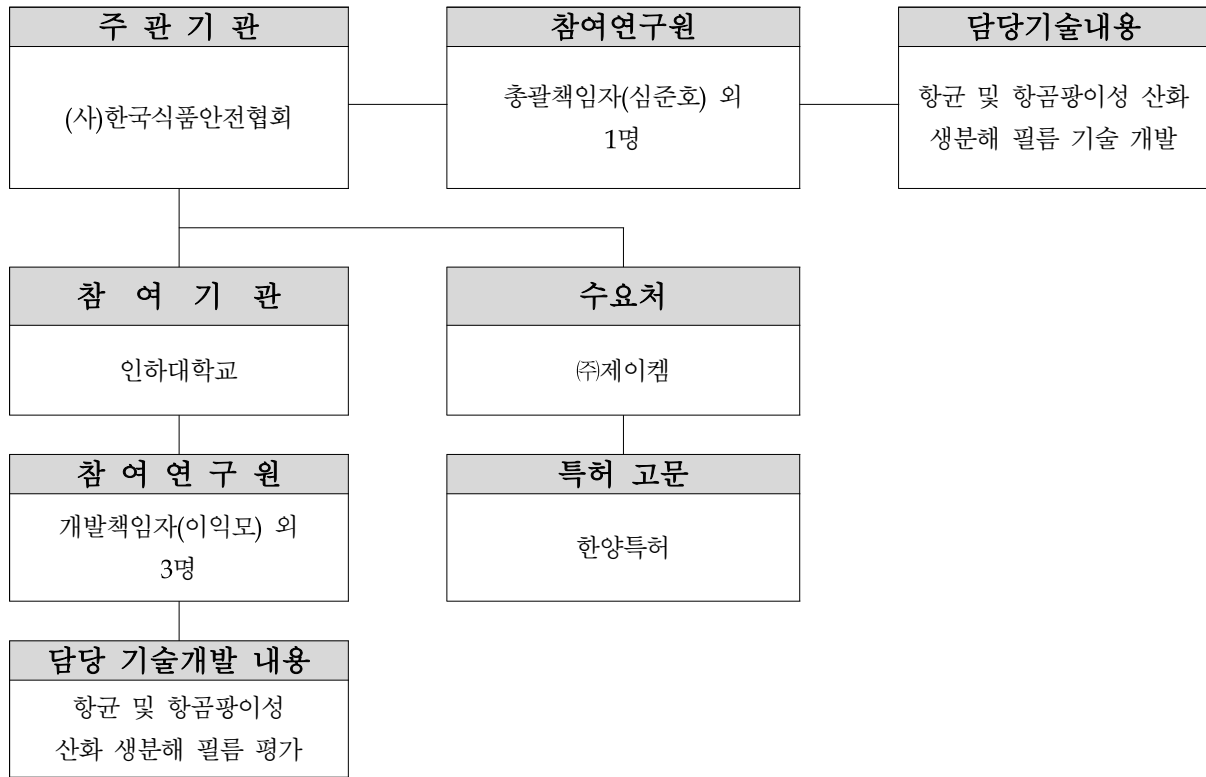 주 관 기 관
(사)한국식품안전협회
참여연구원
총괄책임자(심준호) 외
1명
담당기술내용
항균 및 항곰팡이성 산화
생분해 필름 기술 개발
참 여 기 관
인하대학교
수요처
㈜제이켐
참 여 연 구 원
개발책임자(이익모) 외
3명
특허 고문
한양특허
담당 기술개발 내용
항균 및 항곰팡이성
산화 생분해 필름 평가